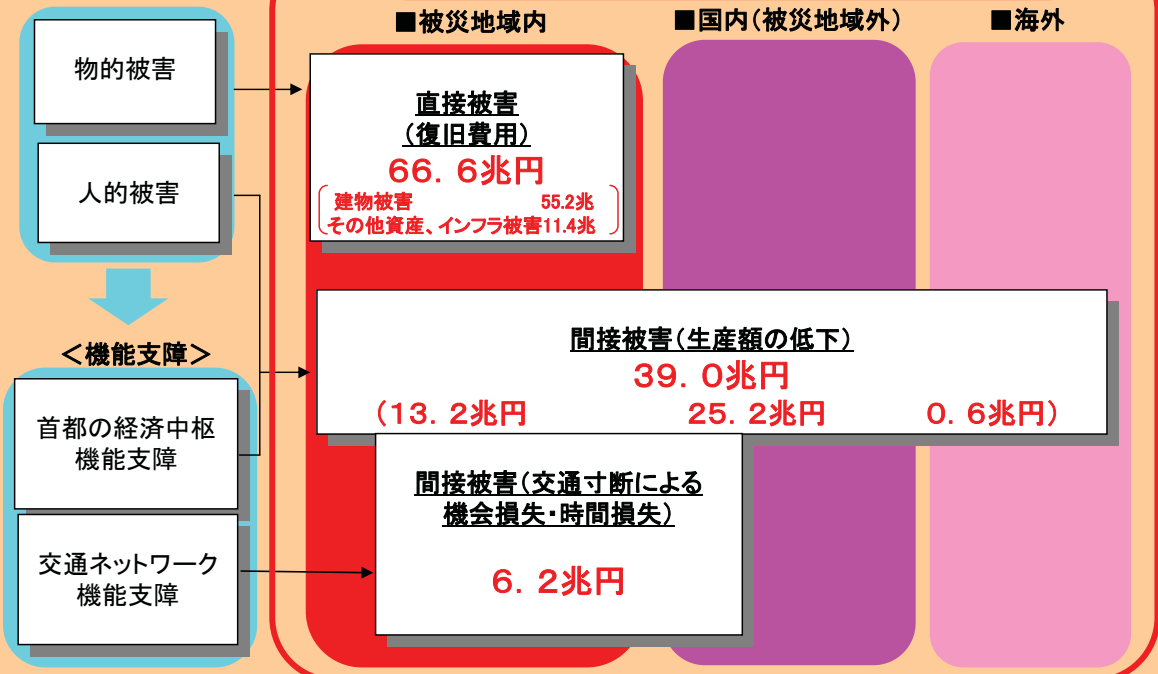 ■被災地域内
■国内(被災地域外)
■海外
物的被害
人的被害
直接被害
(復旧費用)
66.6兆円
建物被害 55.2兆
その他資産、インフラ被害11.4兆
<機能支障>
首都の経済中枢
機能支障
交通ネットワーク
機能支障
間接被害(生産額の低下)
39.0兆円
(13.2兆円 25.2兆円 0.6兆円)
間接被害(交通寸断による
機会損失・時間損失)
6.2兆円